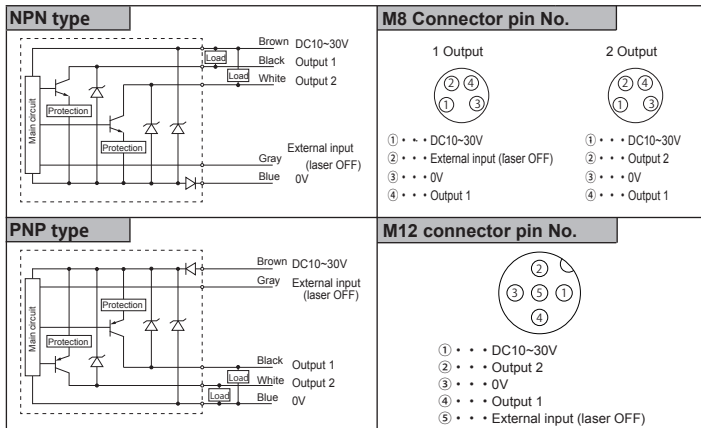 NPN type
Main circuit
Protection
Protection
Load
Load
Brown DC10~30V
Black Output 1
White Output 2
External input
(laser OFF)
Gray
Blue 0V
M8 Connector pin No.
1 Output
② ④
① ③
①・・・DC10~30V
②・・・External input (laser OFF)
③・・・0V
④・・・Output 1
2 Output
② ④
① ③
①・・・DC10~30V
②・・・Output 2
③・・・0V
④・・・Output 1
PNP type
Main circuit
Protection
Protection
Load
Load
Brown DC10~30V
Gray External input
(laser OFF)
Black Output 1
White Output 2
Blue 0V
M12 connector pin No.
②
③ ⑤ ①
④
①・・・DC10~30V
②・・・Output 2
③・・・0V
④・・・Output 1
⑤・・・External input (laser OFF)